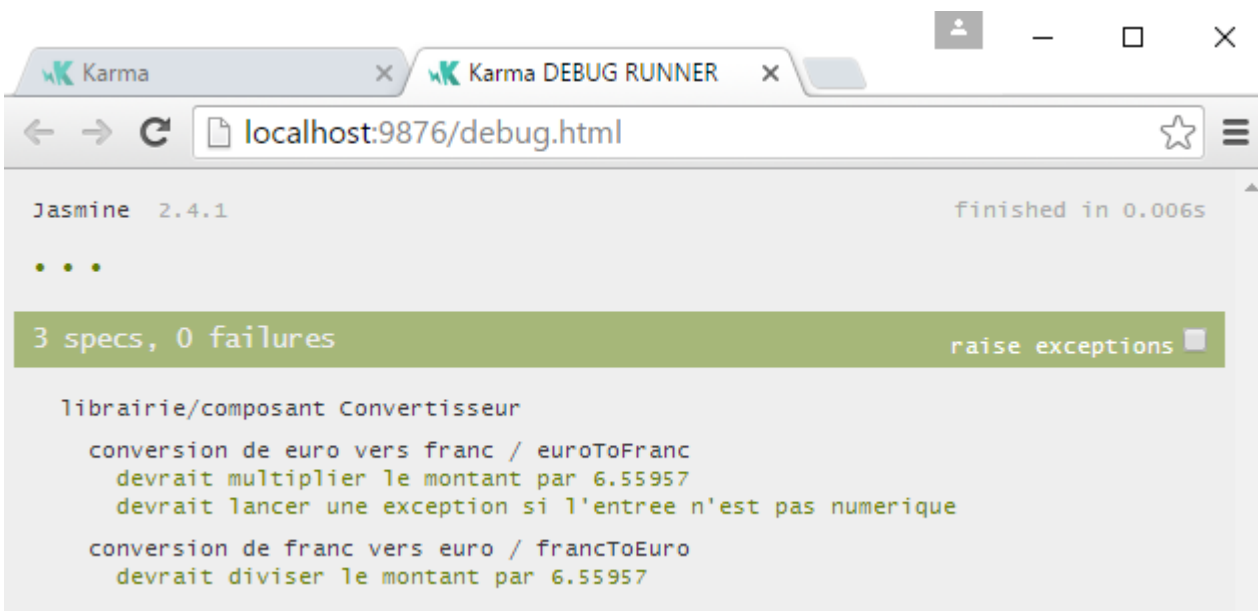 Karma
Karma DEBUG RUNNER
localhost:9876/debug.html
Jasmine 2.4.1 finished in 0.006s
3 specs, 0 failures raise exceptions
librairie/composant Convertisseur
conversion de euro vers franc / euroToFranc
devrait multiplier le montant par 6.55957
devrait lancer une exception si l'entree n'est pas numerique
conversion de franc vers euro / francToEuro
devrait diviser le montant par 6.55957